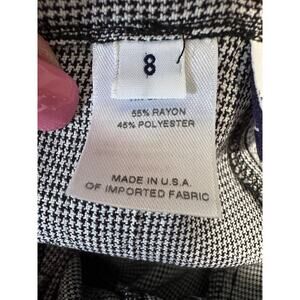 8
55% RAYON
45% POLYESTER
MADE IN U.S.A.
OF IMPORTED FABRIC